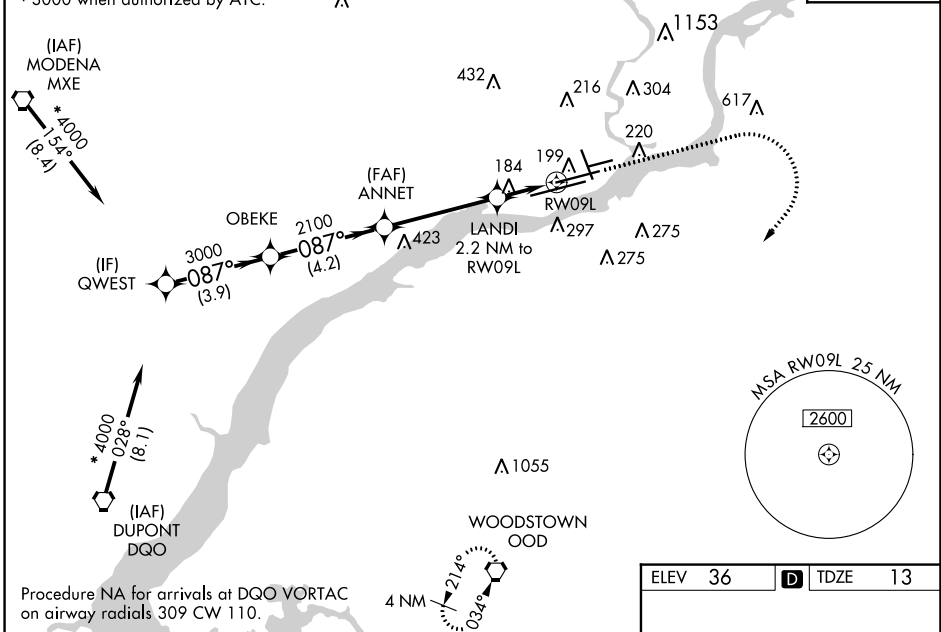 * 3000 when authorized by ATC.
1153
(IAF)
MODENA
MXE
432
216
304
617
* 4000
154°
(8.4)
220
199
184
(FAF)
ANNET
RW09L
OBEKE
2100
087°
(4.2)
423
LANDI
2.2 NM to
RW09L
297
275
275
(IF)
QWEST
3000
087°
(3.9)
MSA RW09L 25 NM
2600
* 4000
028°
(8.1)
1055
(IAF)
DUPONT
DQO
WOODSTOWN
OOD
214°
034°
4 NM
Procedure NA for arrivals at DQO VORTAC
on airway radials 309 CW 110.
ELEV 36 D TDZE 13